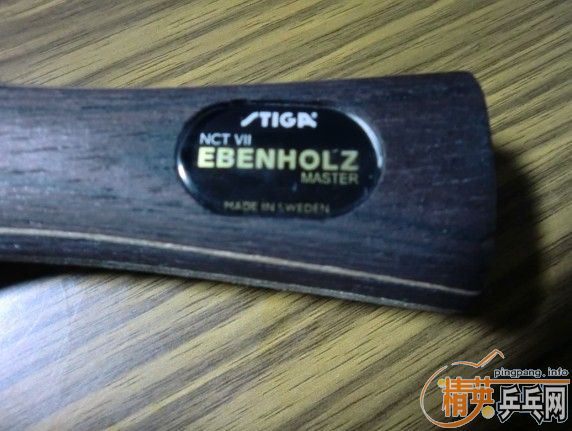 STIGA
NCT VII
EBENHOLZ
MASTER
MADE IN SWEDEN
pingpang.info
精英乒乓网